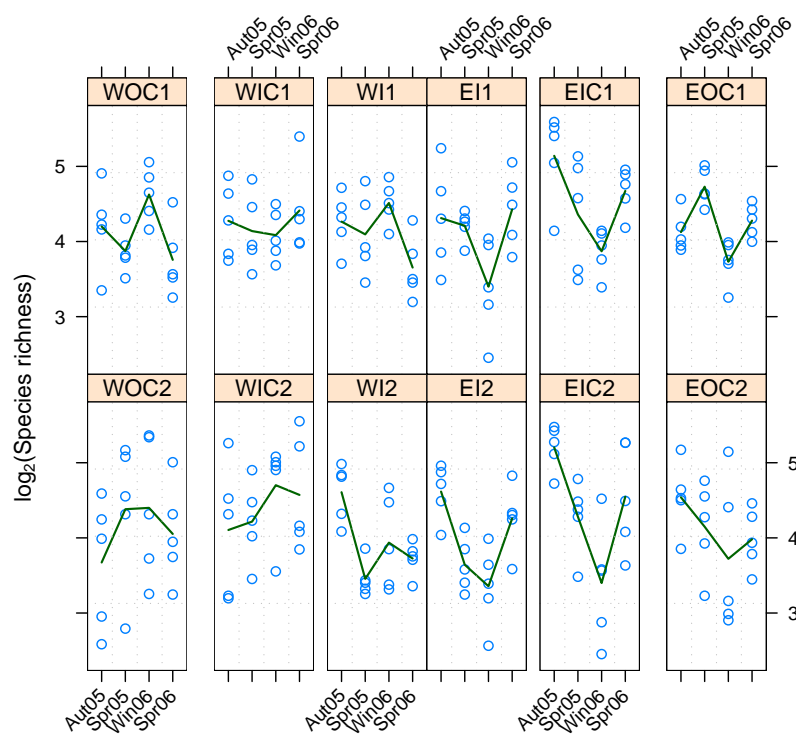 Aut05 Spr05 Win06 Spr06 Aut05 Spr05 Win06 Spr06 Aut05 Spr05 Win06 Spr06
WOC1 WIC1 WI1 EI1 EIC1 EOC1
5
4
3
log₂(Species richness)
WOC2 WIC2 WI2 EI2 EIC2 EOC2
5
4
3
Aut05 Spr05 Win06 Spr06 Aut05 Spr05 Win06 Spr06 Aut05 Spr05 Win06 Spr06